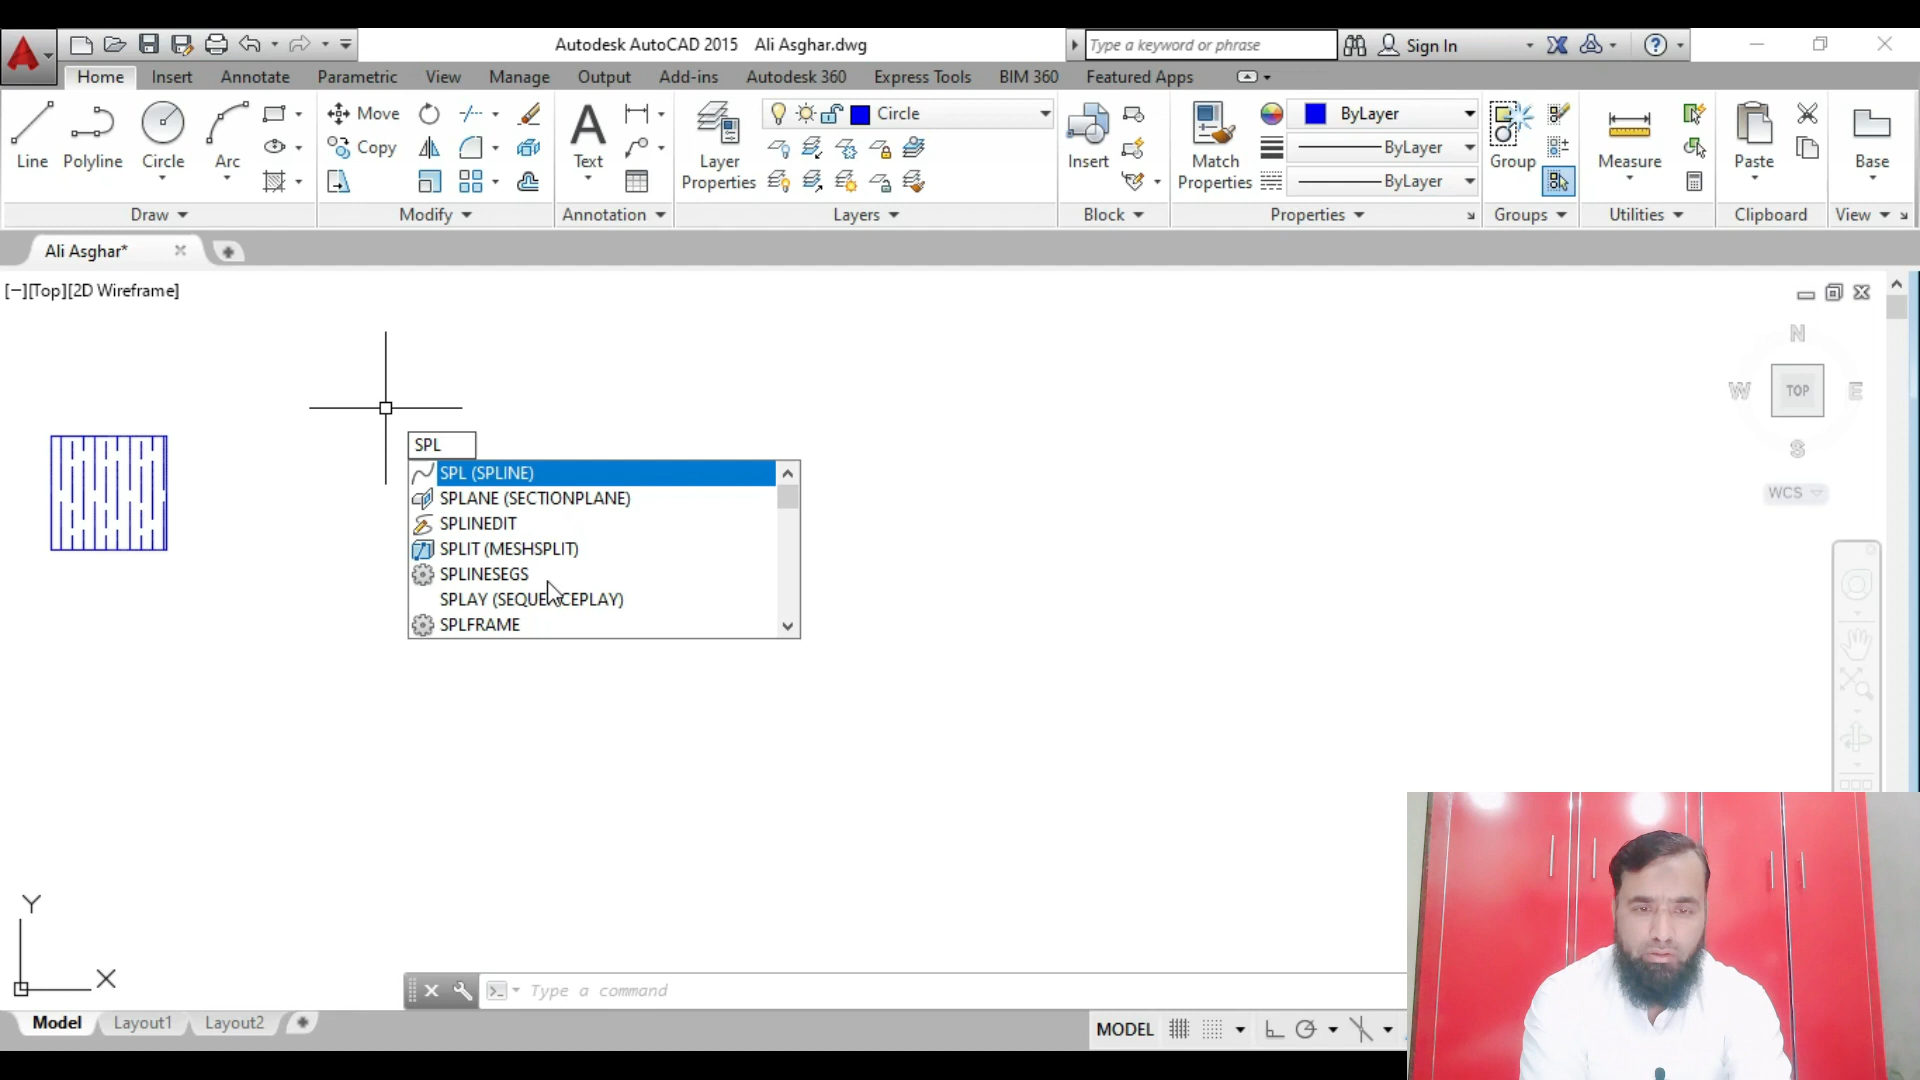 Autodesk AutoCAD 2015 Ali Asghar.dwg
Type a keyword or phrase
Sign In
Home Insert Annotate Parametric View Manage Output Add-ins Autodesk 360 Express Tools BIM 360 Featured Apps
Line Polyline Circle Arc
Move
Copy
Text
Layer Properties
Circle
Insert
Match Properties
ByLayer
ByLayer
ByLayer
Group
Measure
Paste
Base
Draw Modify Annotation Layers Block Properties Groups Utilities Clipboard View
Ali Asghar*
[−][Top][2D Wireframe]
N
W TOP E
S
WCS
SPL
SPL (SPLINE)
SPLANE (SECTIONPLANE)
SPLINEDIT
SPLIT (MESHSPLIT)
SPLINESEGS
SPLAY (SEQUENCEPLAY)
SPLFRAME
Y
X
Type a command
Model Layout1 Layout2
MODEL